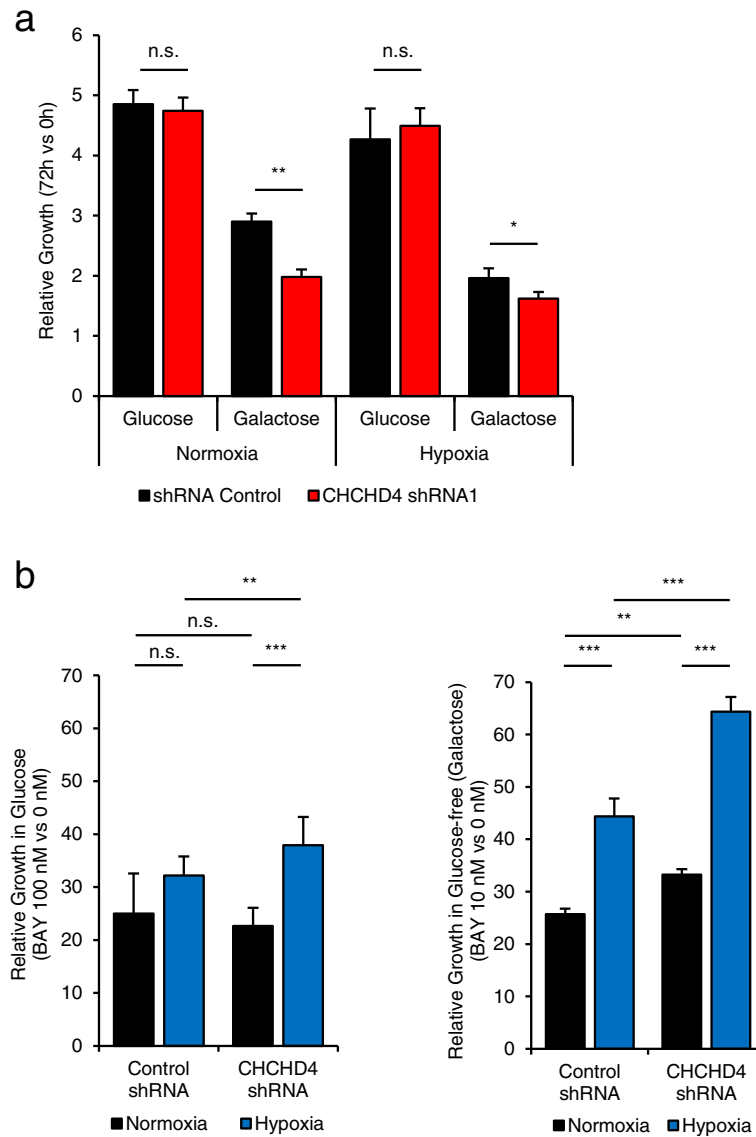 a
n.s.
n.s.
**
*
Relative Growth (72h vs 0h)
6
5
4
3
2
1
0
Glucose
Galactose
Glucose
Galactose
Normoxia
Hypoxia
shRNA Control
CHCHD4 shRNA1
b
**
n.s.
n.s.
***
Relative Growth in Glucose
(BAY 100 nM vs 0 nM)
70
60
50
40
30
20
10
0
Control
shRNA
CHCHD4
shRNA
Normoxia
Hypoxia
***
**
***
***
Relative Growth in Glucose-free (Galactose)
(BAY 10 nM vs 0 nM)
70
60
50
40
30
20
10
0
Control
shRNA
CHCHD4
shRNA
Normoxia
Hypoxia